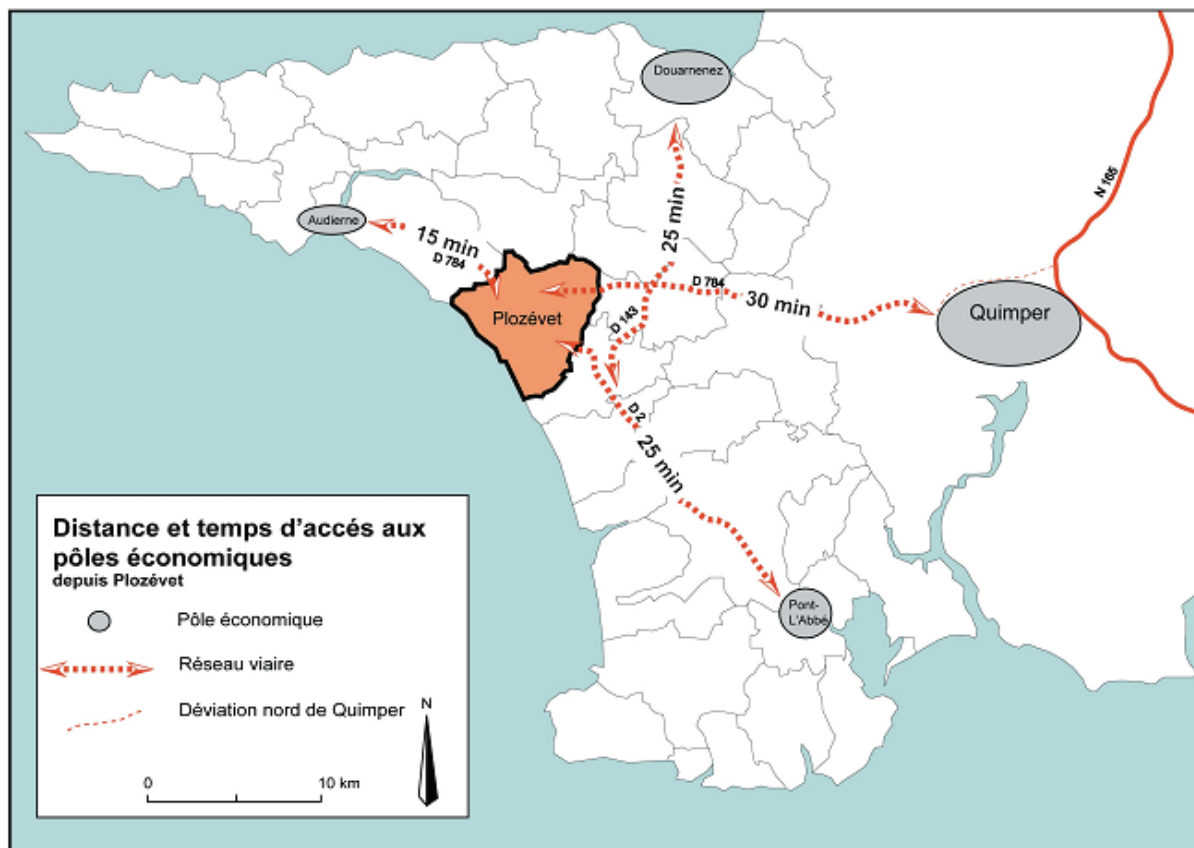 Douarnenez
N 165
Audierne
15 min
D 784
25 min
D 784
30 min
Quimper
Plozévet
D 143
D 2
25 min
Pont-
L'Abbé
Distance et temps d'accés aux
pôles économiques
depuis Plozévet
Pôle économique
Réseau viaire
Déviation nord de Quimper
N
0
10 km